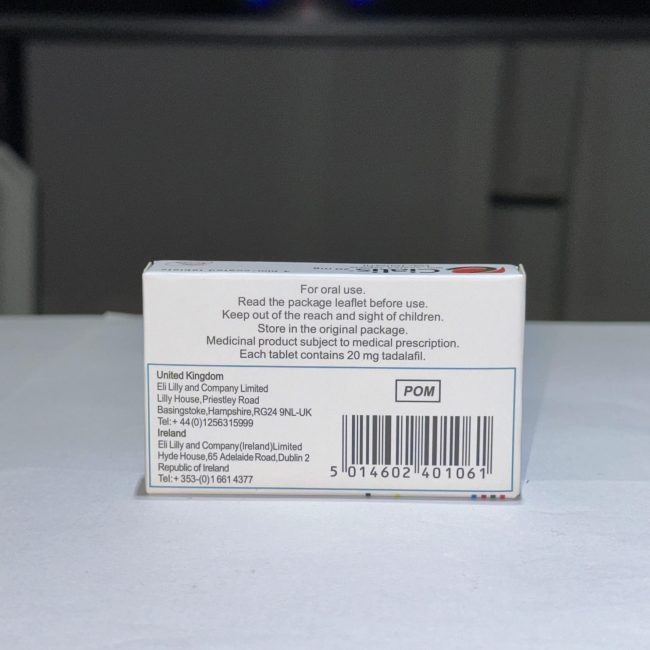 Cialis 20 mg
For oral use.
Read the package leaflet before use.
Keep out of the reach and sight of children.
Store in the original package.
Medicinal product subject to medical prescription.
Each tablet contains 20 mg tadalafil.
United Kingdom
Eli Lilly and Company Limited
Lilly House,Priestley Road
Basingstoke,Hampshire,RG24 9NL-UK
Tel:+ 44(0)1256315999
Ireland
Eli Lilly and Company(Ireland)Limited
Hyde House,65 Adelaide Road,Dublin 2
Republic of Ireland
Tel:+ 353-(0)1 661 4377
POM
5 014602 401061